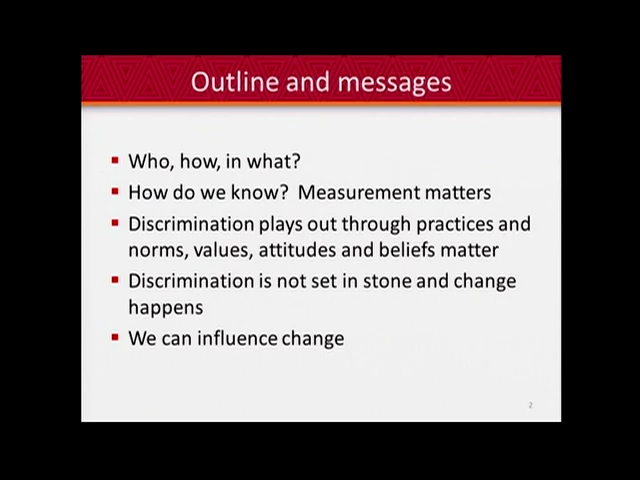 Outline and messages
▪ Who, how, in what?
▪ How do we know?  Measurement matters
▪ Discrimination plays out through practices and
norms, values, attitudes and beliefs matter
▪ Discrimination is not set in stone and change
happens
▪ We can influence change
2